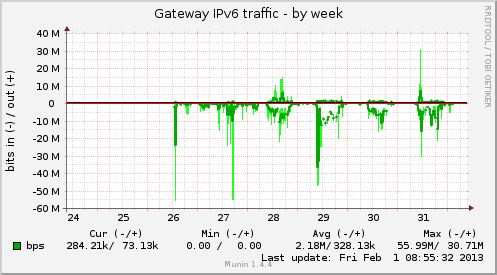 Gateway IPv6 traffic - by week
RRDTOOL / TOBI OETIKER
bits in (-) / out (+)
40 M
30 M
20 M
10 M
0
-10 M
-20 M
-30 M
-40 M
-50 M
-60 M
24 25 26 27 28 29 30 31
Cur (-/+) Min (-/+) Avg (-/+) Max (-/+)
bps 284.21k/ 73.13k 0.00 / 0.00 2.18M/328.13k 55.99M/ 30.71M
Last update: Fri Feb 1 08:55:32 2013
Munin 1.4.4